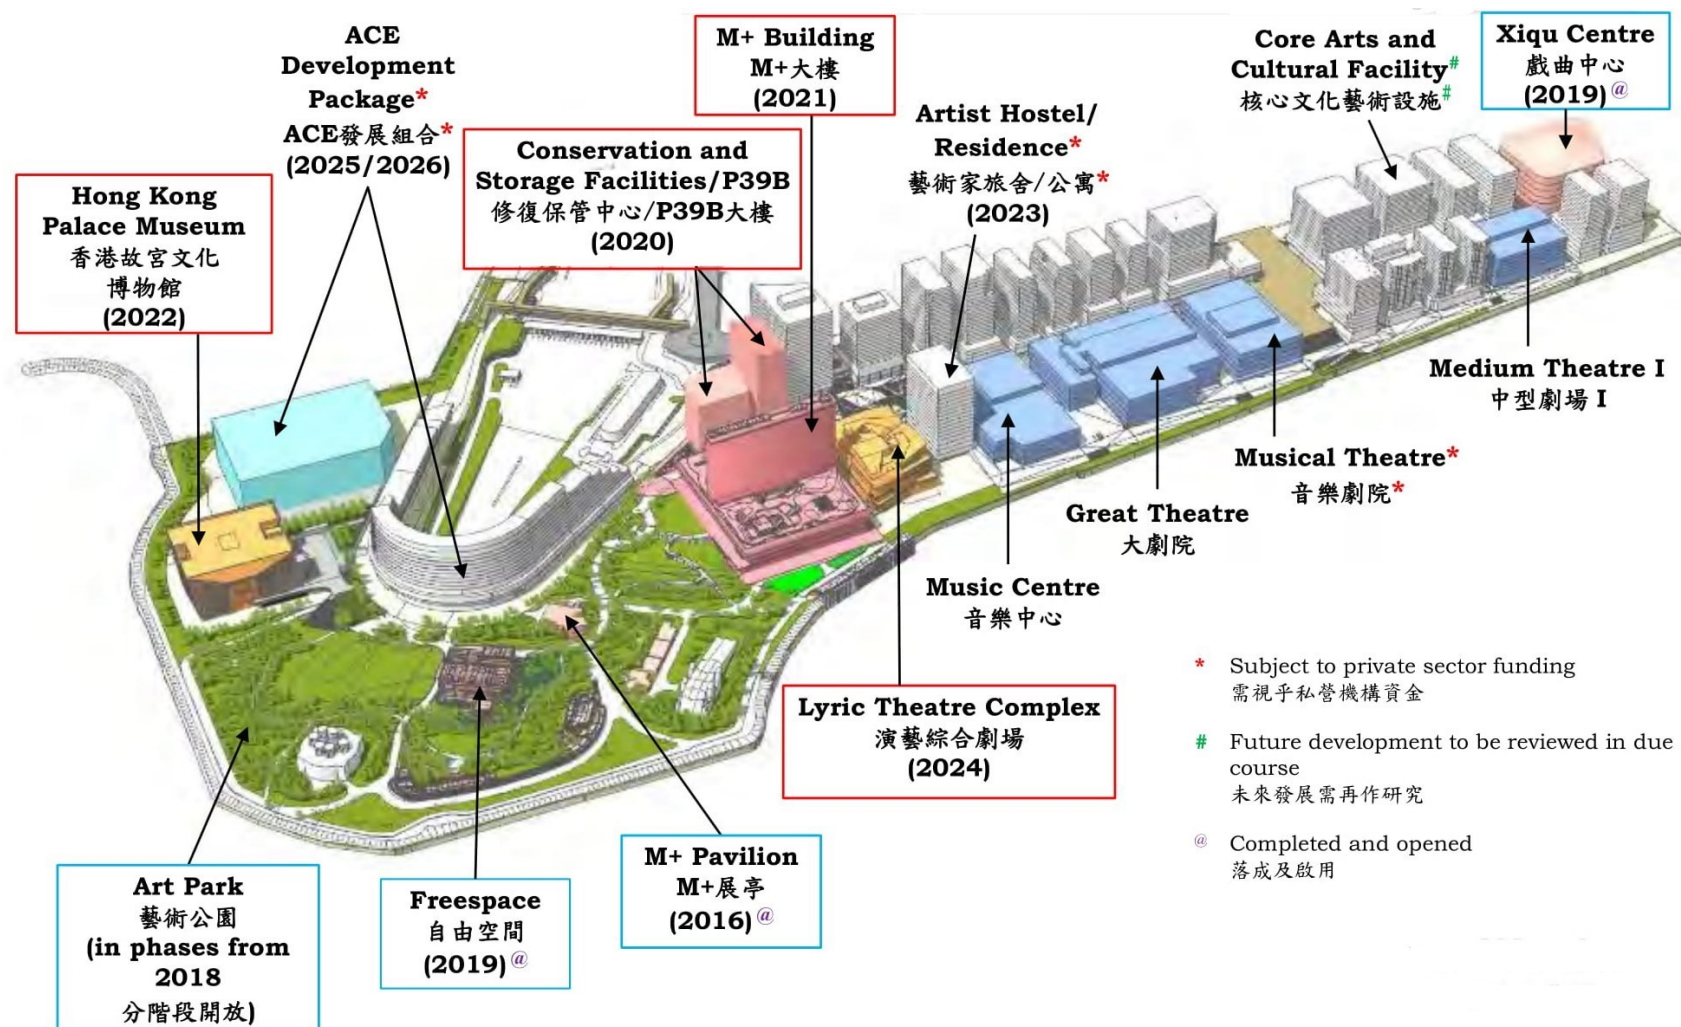 ACE
Development
Package*
ACE發展組合*
(2025/2026)
M+ Building
M+大樓
(2021)
Core Arts and
Cultural Facility#
核心文化藝術設施#
Xiqu Centre
戲曲中心
(2019)@
Conservation and
Storage Facilities/P39B
修復保管中心/P39B大樓
(2020)
Artist Hostel/
Residence*
藝術家旅舍/公寓*
(2023)
Hong Kong
Palace Museum
香港故宮文化
博物館
(2022)
Medium Theatre I
中型劇場 I
Musical Theatre*
音樂劇院*
Great Theatre
大劇院
Music Centre
音樂中心
Lyric Theatre Complex
演藝綜合劇場
(2024)
* Subject to private sector funding
需視乎私營機構資金
# Future development to be reviewed in due
course
未來發展需再作研究
@ Completed and opened
落成及啟用
Art Park
藝術公園
(in phases from
2018
分階段開放)
Freespace
自由空間
(2019)@
M+ Pavilion
M+展亭
(2016)@